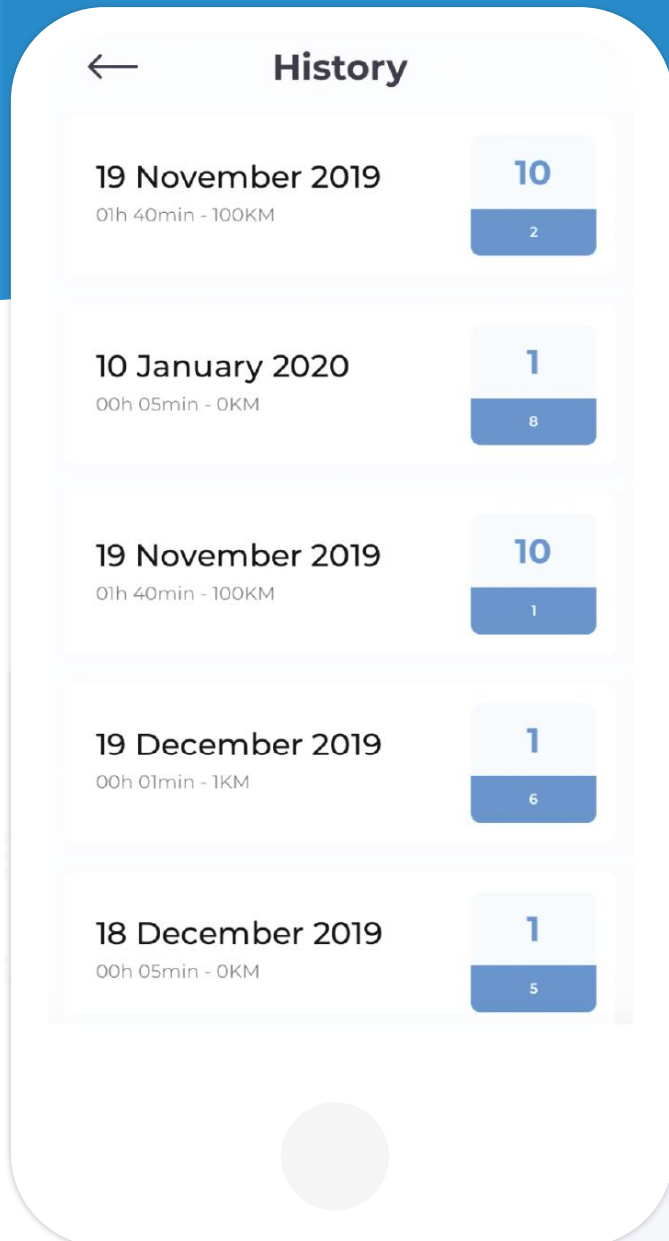 History
19 November 2019
01h 40min - 100KM
10
2
10 January 2020
00h 05min - 0KM
1
8
19 November 2019
01h 40min - 100KM
10
1
19 December 2019
00h 01min - 1KM
1
6
18 December 2019
00h 05min - 0KM
1
5